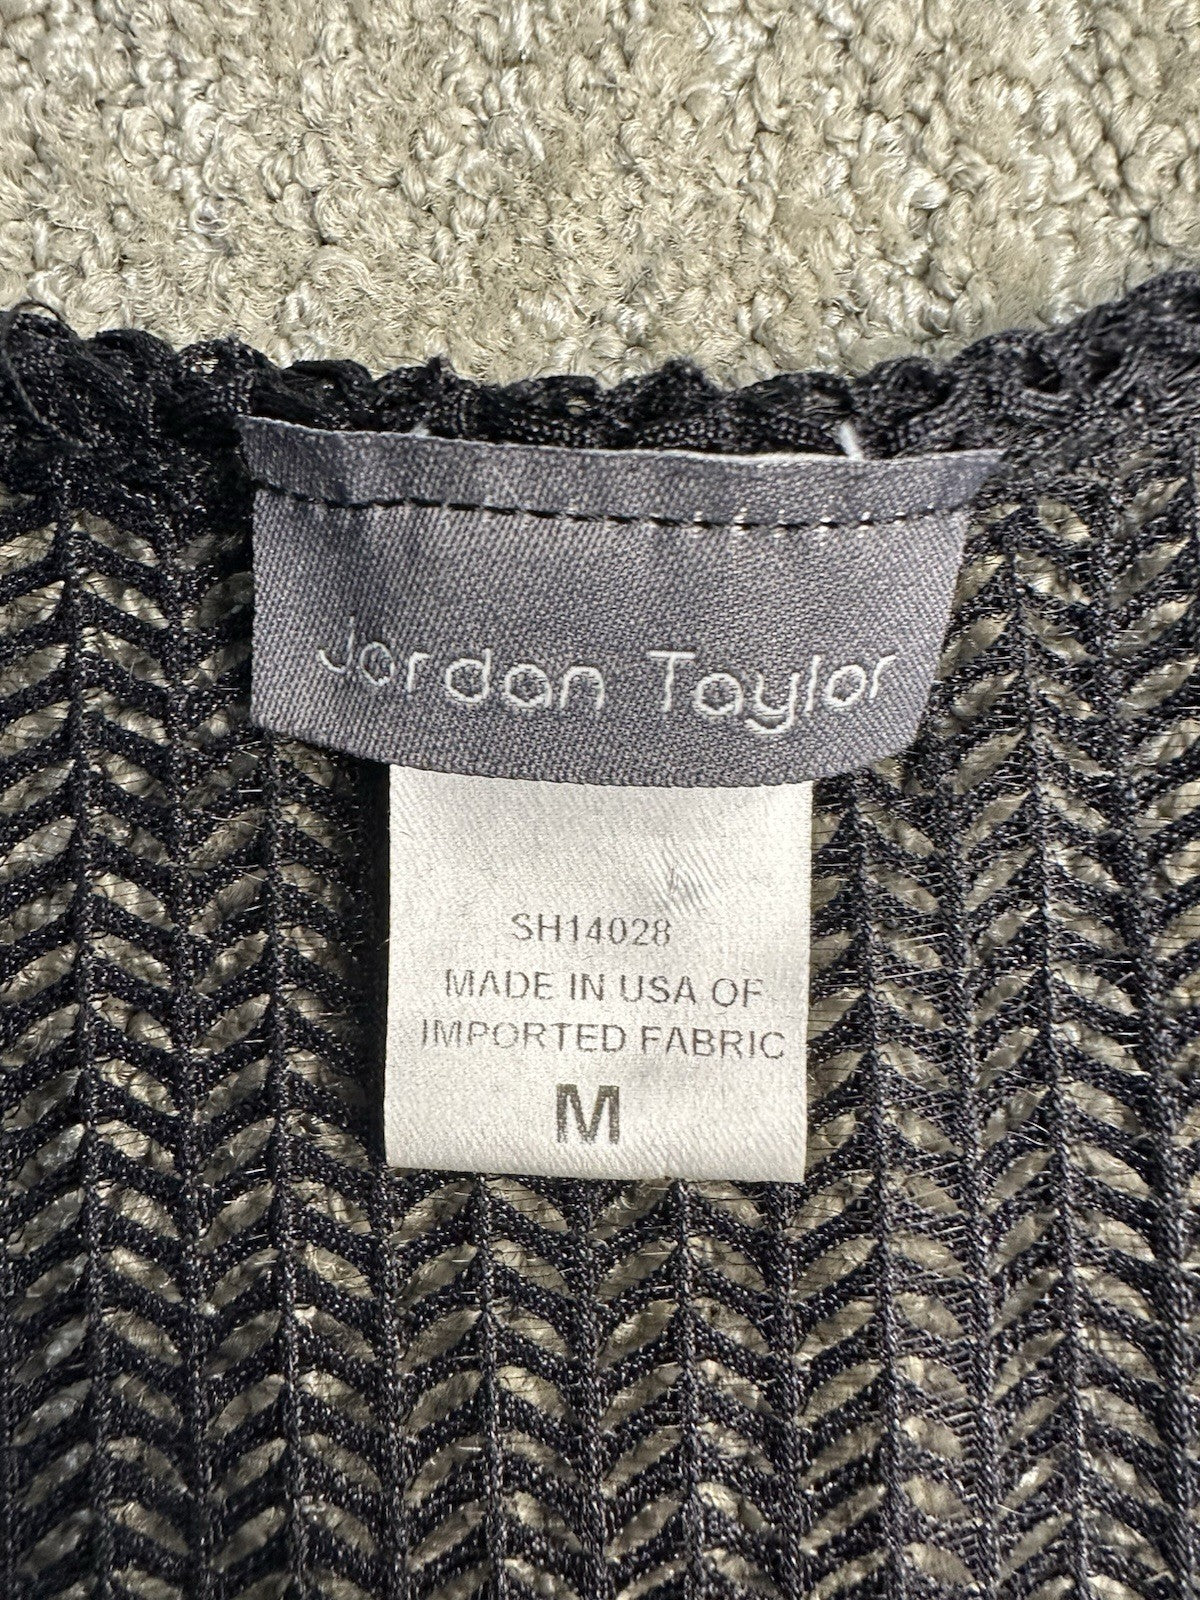 Jordan Taylor
SH14028
MADE IN USA OF
IMPORTED FABRIC
M